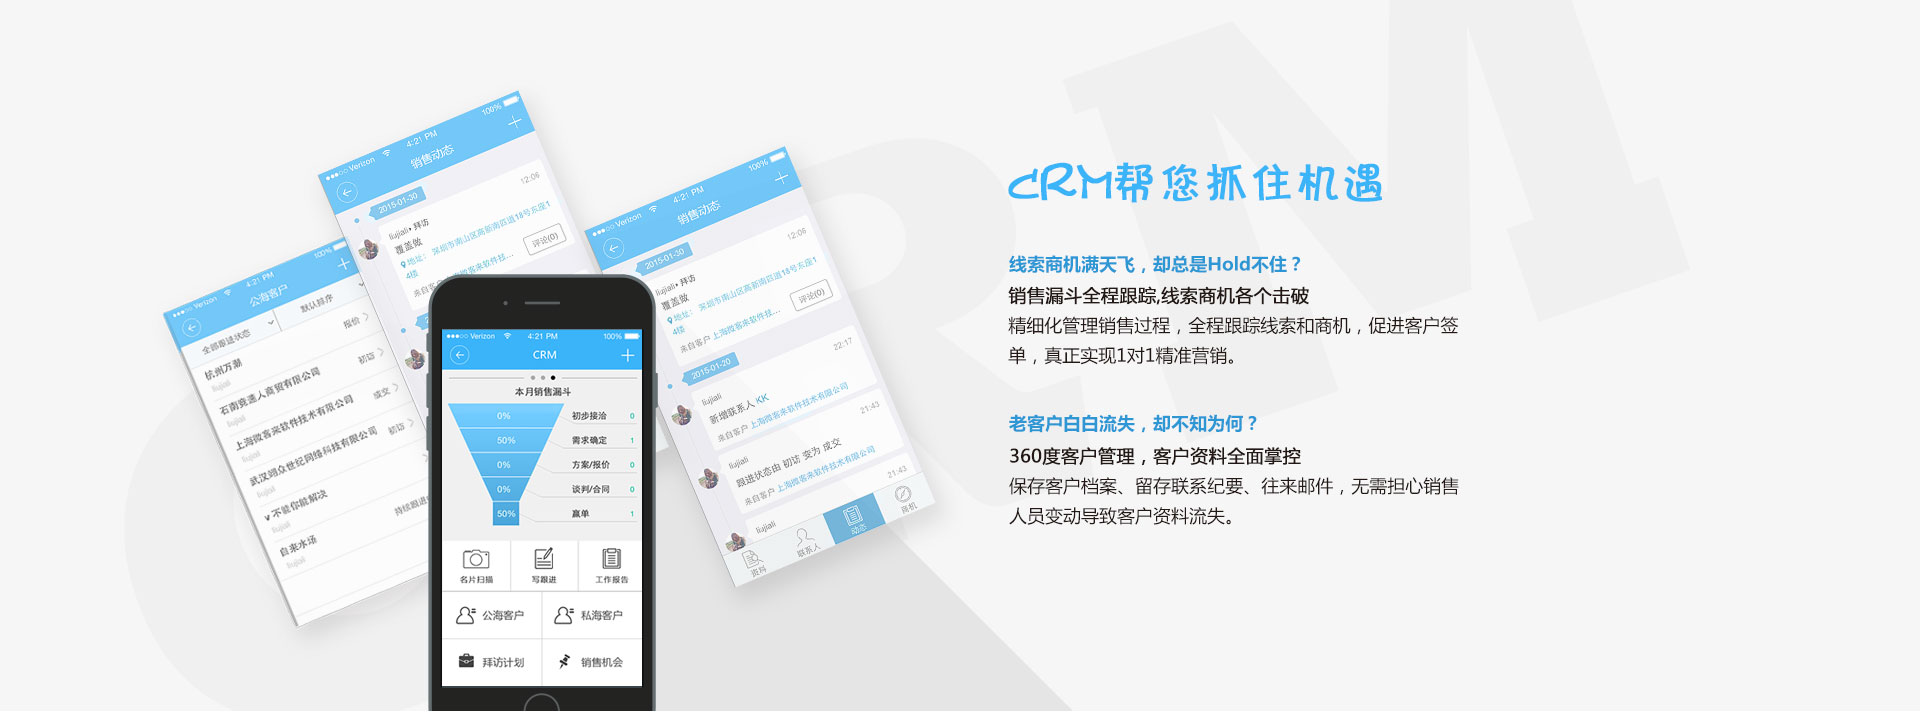 CRM帮您抓住机遇
线索商机满天飞，却总是Hold不住？
销售漏斗全程跟踪,线索商机各个击破
精细化管理销售过程，全程跟踪线索和商机，促进客户签
单，真正实现1对1精准营销。
老客户白白流失，却不知为何？
360度客户管理，客户资料全面掌控
保存客户档案、留存联系纪要、往来邮件，无需担心销售
人员变动导致客户资料流失。
Verizon 4:21 PM 100%
公海客户
全部跟进状态 默认排序
杭州万潮 报价
liujiali
石南竞速人商贸有限公司 初访
liujiali
上海微客来软件技术有限公司 成交
liujiali
武汉翊众世纪网络科技有限公司 初访
liujiali
v 不能你能解决
liujiali 持续跟进
自来水场
liujiali
Verizon 4:21 PM 100%
销售动态
2015-01-30
liujiali • 拜访 12:06
覆盖做
地址： 深圳市南山区高新南四道18号东座1
4楼 评论(0)
来自客户 上海微客来软件技...
Verizon 4:21 PM 100%
CRM
本月销售漏斗
0% 初步接洽 0
50% 需求确定 1
0% 方案/报价 0
0% 谈判/合同 0
50% 赢单 1
名片扫描 写跟进 工作报告
公海客户 私海客户
拜访计划 销售机会
Verizon 4:21 PM 100%
销售动态
2015-01-30
liujiali • 拜访 12:06
覆盖做
地址： 深圳市南山区高新南四道18号东座1
4楼 评论(0)
来自客户 上海微客来软件技...
2015-01-20
liujiali 22:17
新增联系人 KK
来自客户 上海微客来软件技术有限公司
liujiali 21:43
跟进状态由 初访 变为 成交
来自客户 上海微客来软件技术有限公司
liujiali 21:43
资料 联系人 动态 商机
CRM